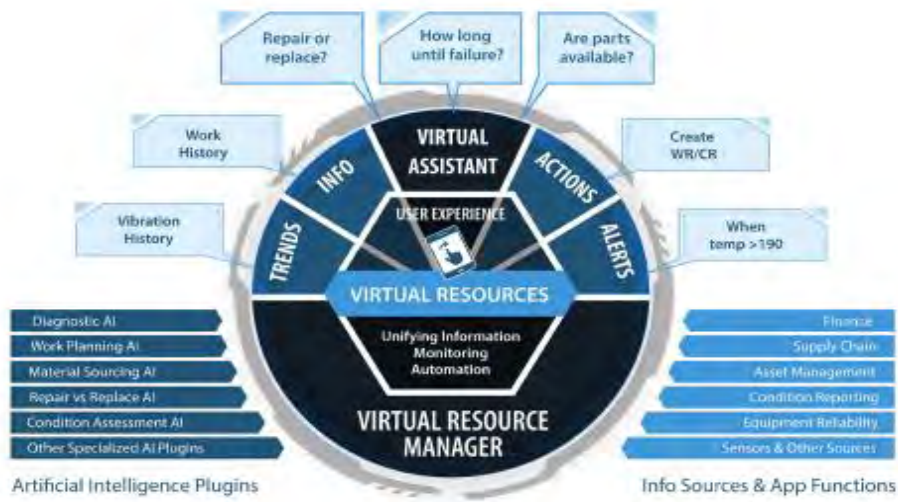 Repair or
replace?
How long
until failure?
Are parts
available?
Work
History
VIRTUAL
ASSISTANT
Create
WR/CR
INFO
ACTIONS
Vibration
History
TRENDS
USER EXPERIENCE
ALERTS
When
temp >190
VIRTUAL RESOURCES
Unifying Information
Monitoring
Automation
VIRTUAL RESOURCE
MANAGER
Diagnostic AI
Work Planning AI
Material Sourcing AI
Repair vs Replace AI
Condition Assessment AI
Other Specialized AI Plugins
Artificial Intelligence Plugins
Finance
Supply Chain
Asset Management
Condition Reporting
Equipment Reliability
Sensors & Other Sources
Info Sources & App Functions